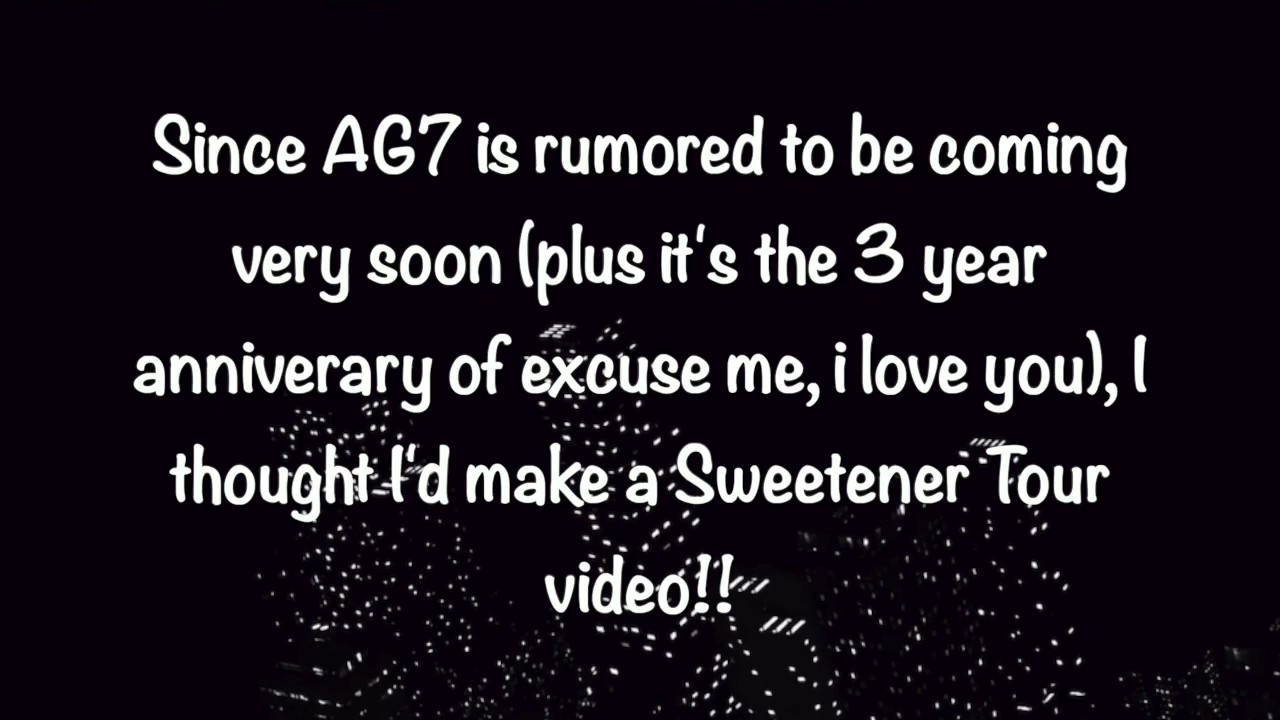 Since AG7 is rumored to be coming
very soon (plus it's the 3 year
anniverary of excuse me, i love you), I
thought I'd make a Sweetener Tour
video!!